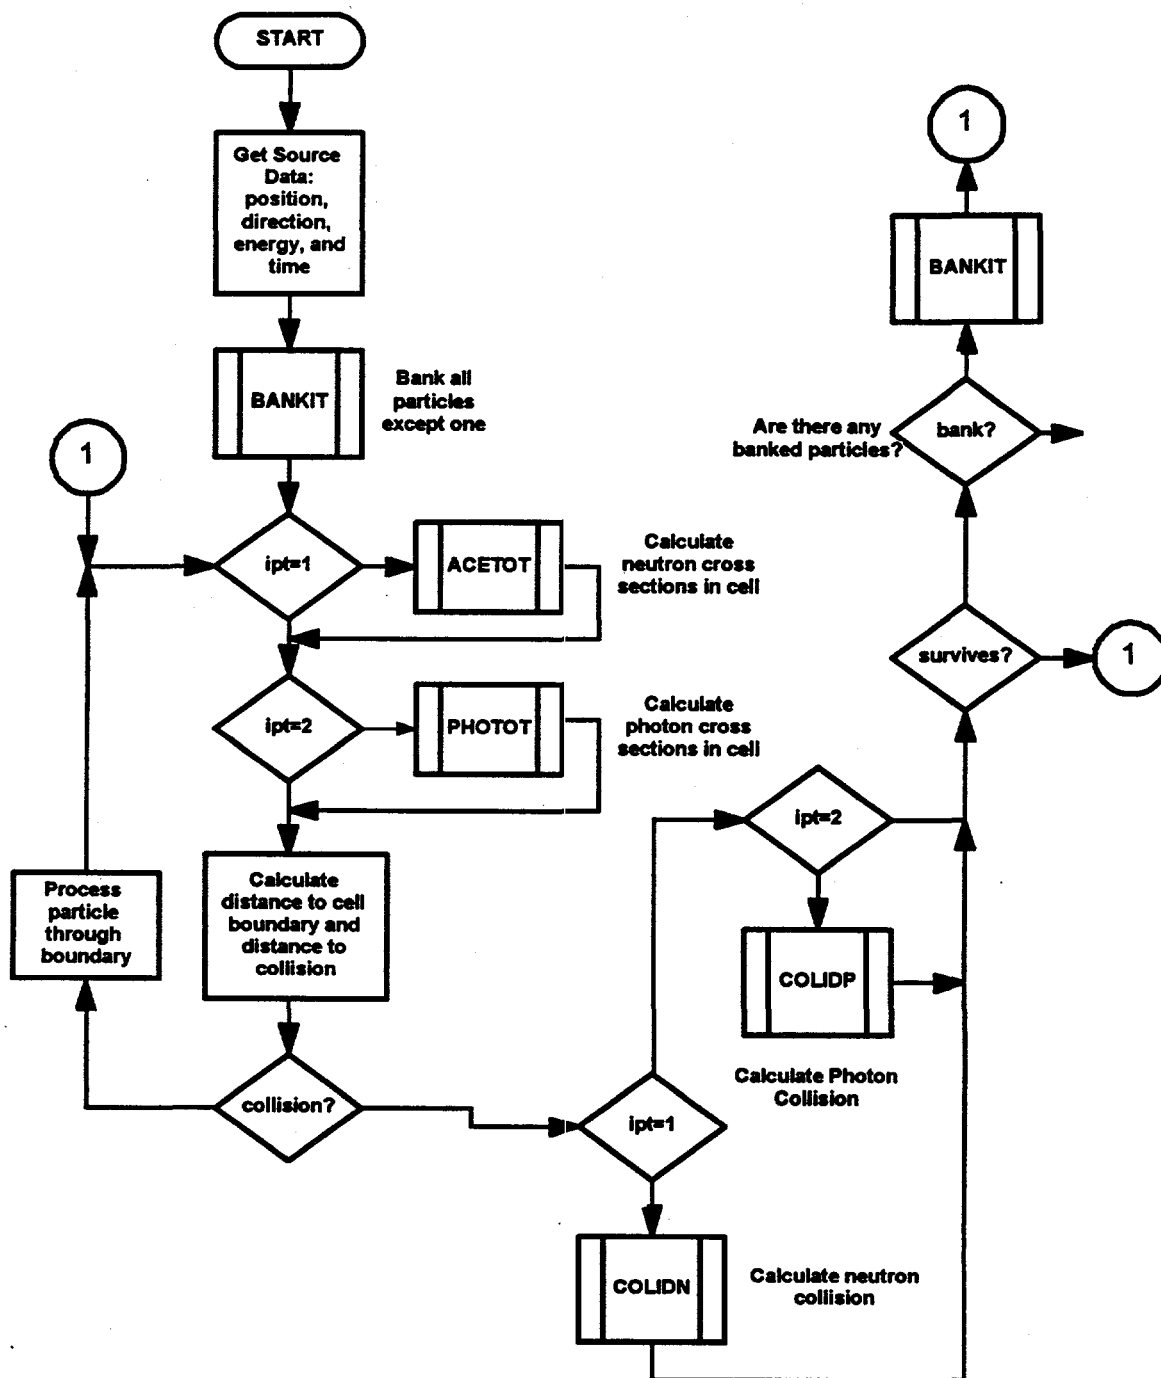 START
Get Source
Data:
position,
direction,
energy, and
time
BANKIT
Bank all
particles
except one
1
ipt=1
ACETOT
Calculate
neutron cross
sections in cell
ipt=2
PHOTOT
Calculate
photon cross
sections in cell
Calculate
distance to cell
boundary and
distance to
collision
Process
particle
through
boundary
collision?
ipt=1
COLIDN
Calculate neutron
collision
ipt=2
COLIDP
Calculate Photon
Collision
survives?
1
bank?
Are there any
banked particles?
BANKIT
1